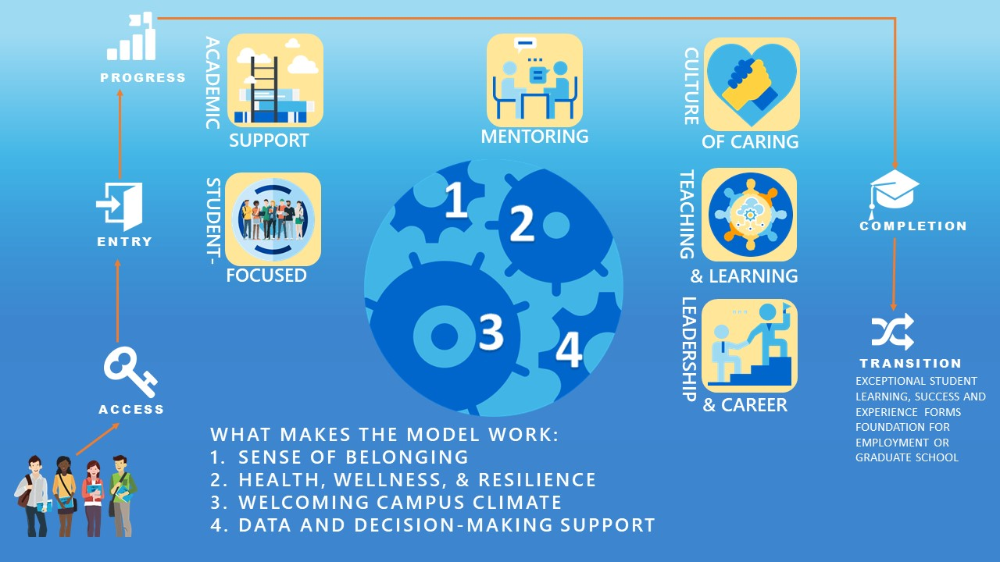 PROGRESS
ENTRY
ACCESS
ACADEMIC
SUPPORT
STUDENT-
FOCUSED
MENTORING
CULTURE
OF CARING
TEACHING
& LEARNING
LEADERSHIP
& CAREER
1
2
3
4
WHAT MAKES THE MODEL WORK:
1. SENSE OF BELONGING
2. HEALTH, WELLNESS, & RESILIENCE
3. WELCOMING CAMPUS CLIMATE
4. DATA AND DECISION-MAKING SUPPORT
COMPLETION
TRANSITION
EXCEPTIONAL STUDENT
LEARNING, SUCCESS AND
EXPERIENCE FORMS
FOUNDATION FOR
EMPLOYMENT OR
GRADUATE SCHOOL